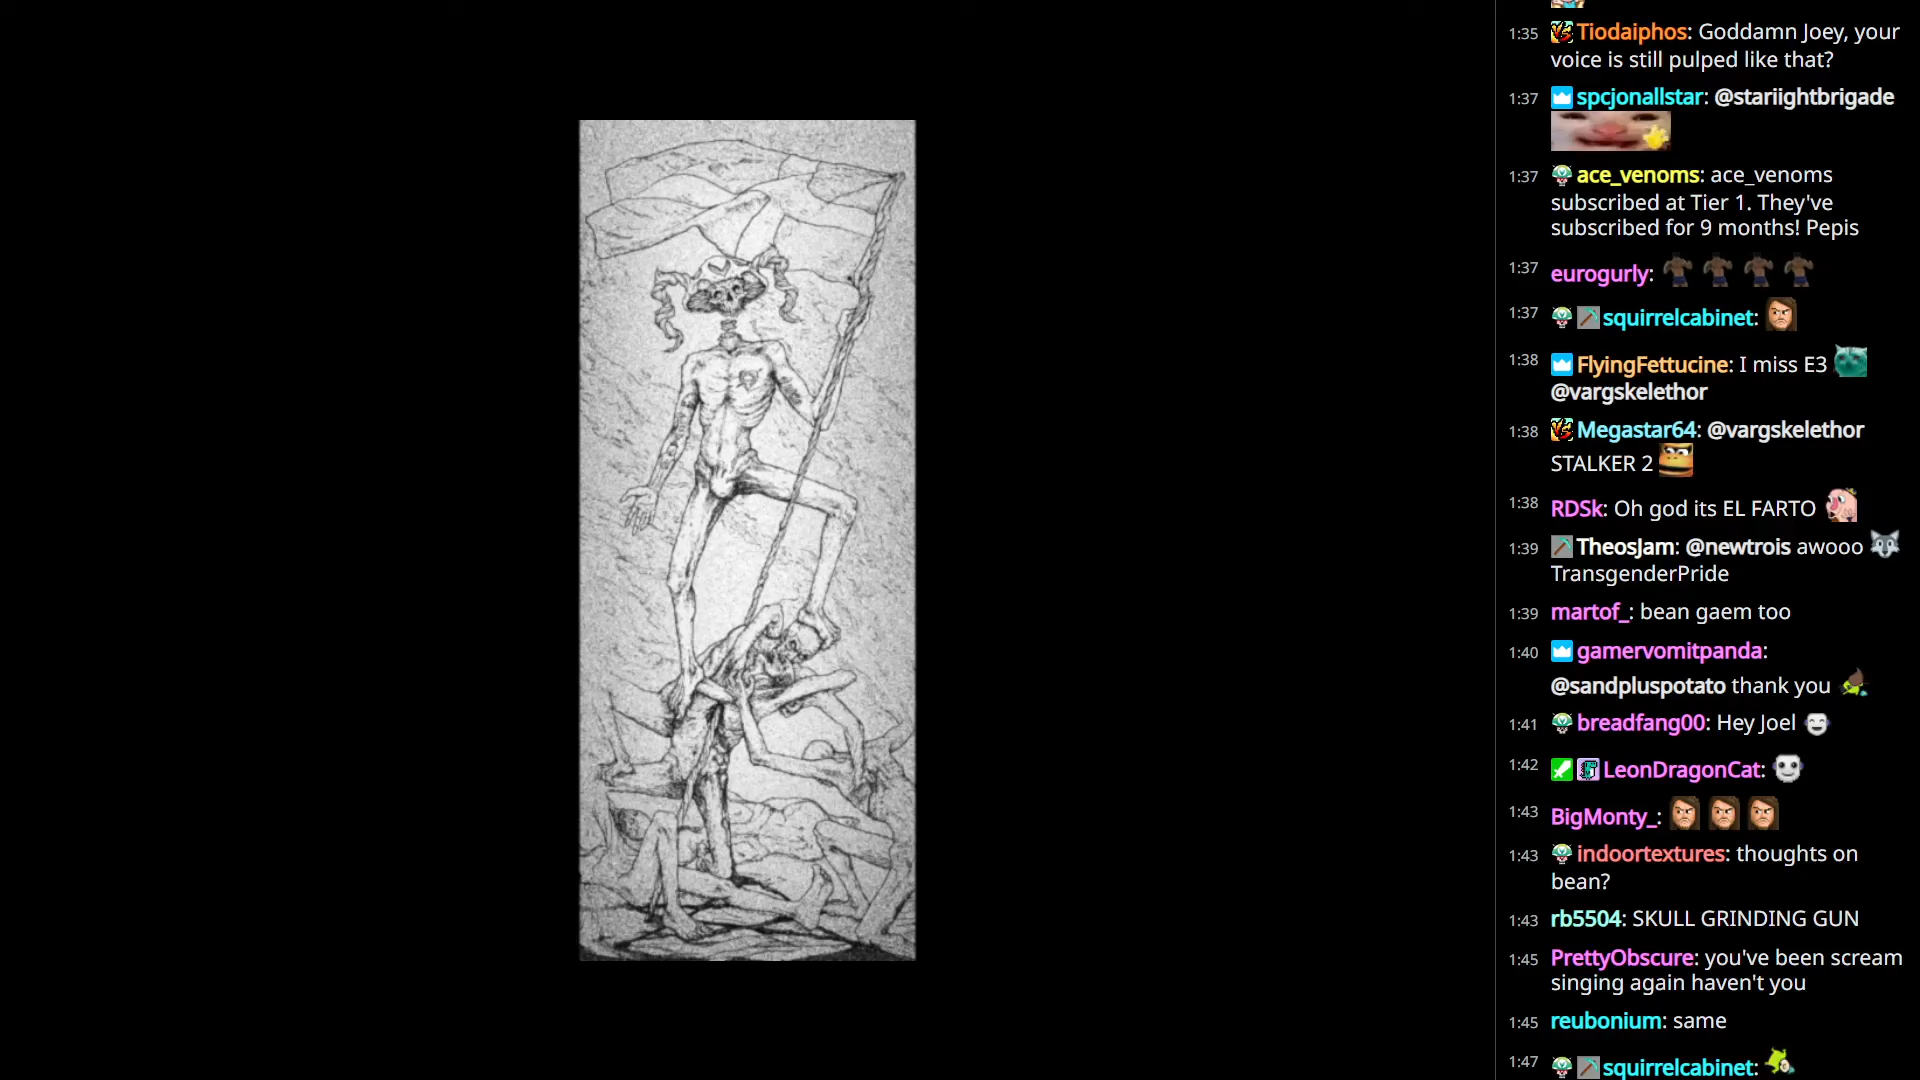 1:35 Tiodaiphos: Goddamn Joey, your
voice is still pulped like that?
1:37 spcjonallstar: @stariightbrigade
1:37 ace_venoms: ace_venoms
subscribed at Tier 1. They've
subscribed for 9 months! Pepis
1:37 eurogurly:
1:37 squirrelcabinet:
1:38 FlyingFettucine: I miss E3
@vargskelethor
1:38 Megastar64: @vargskelethor
STALKER 2
1:38 RDSk: Oh god its EL FARTO
1:39 TheosJam: @newtrois awooo
TransgenderPride
1:39 martof_: bean gaem too
1:40 gamervomitpanda:
@sandpluspotato thank you
1:41 breadfang00: Hey Joel
1:42 LeonDragonCat:
1:43 BigMonty_:
1:43 indoortextures: thoughts on
bean?
1:43 rb5504: SKULL GRINDING GUN
1:45 PrettyObscure: you've been scream
singing again haven't you
1:45 reubonium: same
1:47 squirrelcabinet: